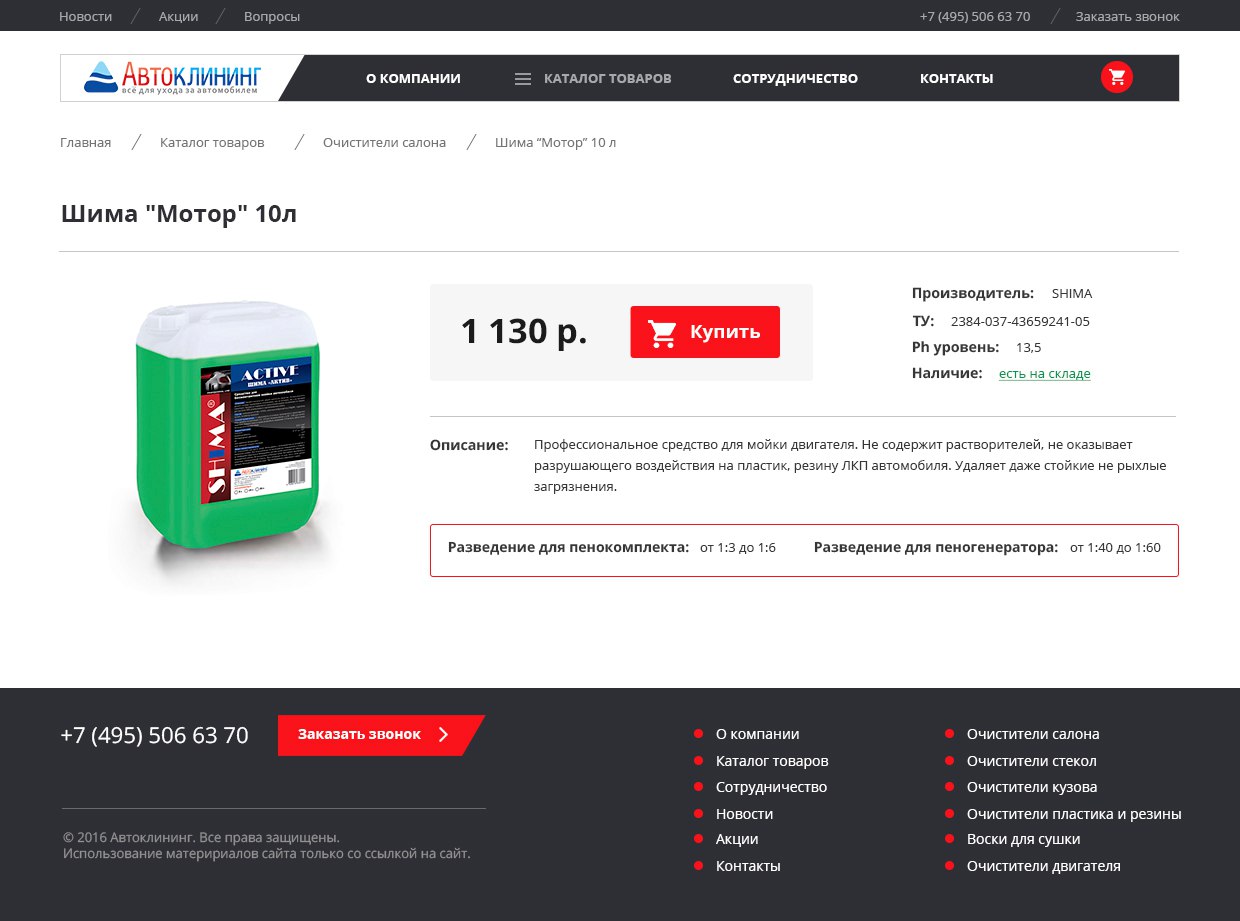 Новости / Акции / Вопросы
+7 (495) 506 63 70 / Заказать звонок
Автоклининг
всё для ухода за автомобилем
О КОМПАНИИ
КАТАЛОГ ТОВАРОВ
СОТРУДНИЧЕСТВО
КОНТАКТЫ
Главная / Каталог товаров / Очистители салона / Шима “Мотор” 10 л
Шима "Мотор" 10л
ACTIVE
ШИМА «АКТИВ»
SHIMA®
Автоклининг
1 130 р.
Купить
Производитель: SHIMA
ТУ: 2384-037-43659241-05
Ph уровень: 13,5
Наличие: есть на складе
Описание: Профессиональное средство для мойки двигателя. Не содержит растворителей, не оказывает
разрушающего воздействия на пластик, резину ЛКП автомобиля. Удаляет даже стойкие не рыхлые
загрязнения.
Разведение для пенокомплекта: от 1:3 до 1:6 Разведение для пеногенератора: от 1:40 до 1:60
+7 (495) 506 63 70
Заказать звонок
© 2016 Автоклининг. Все права защищены.
Использование материриалов сайта только со ссылкой на сайт.
О компании
Каталог товаров
Сотрудничество
Новости
Акции
Контакты
Очистители салона
Очистители стекол
Очистители кузова
Очистители пластика и резины
Воски для сушки
Очистители двигателя